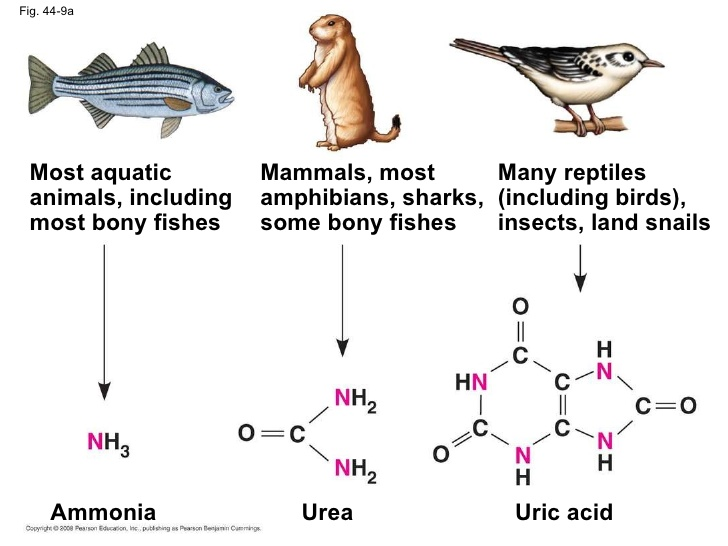 Fig. 44-9a
Most aquatic
animals, including
most bony fishes
Mammals, most
amphibians, sharks,
some bony fishes
Many reptiles
(including birds),
insects, land snails
NH3
O
C
NH2
NH2
O
C
HN
C
H
N
C
O
C
O
C
N
H
N
H
Ammonia
Urea
Uric acid
Copyright © 2008 Pearson Education, Inc., publishing as Pearson Benjamin Cummings.